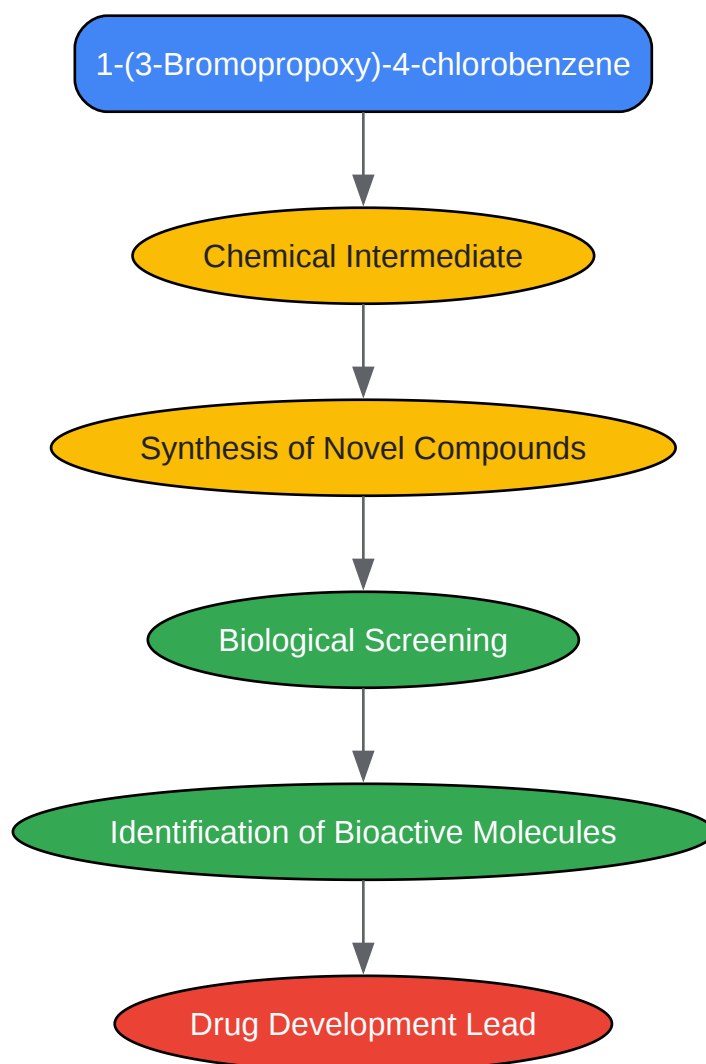 1-(3-Bromopropoxy)-4-chlorobenzene
Chemical Intermediate
Synthesis of Novel Compounds
Biological Screening
Identification of Bioactive Molecules
Drug Development Lead